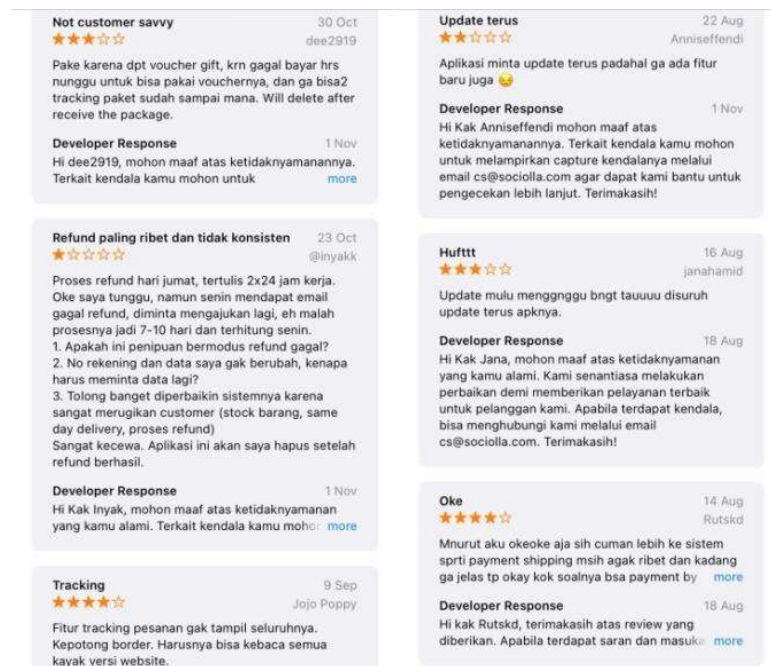 Not customer savvy 30 Oct
dee2919
Pake karena dpt voucher gift, krn gagal bayar hrs
nunggu untuk bisa pakai vouchernya, dan ga bisa2
tracking paket sudah sampai mana. Will delete after
receive the package.
Developer Response 1 Nov
Hi dee2919, mohon maaf atas ketidaknyamanannya.
Terkait kendala kamu mohon untuk more
Refund paling ribet dan tidak konsisten 23 Oct
@inyakk
Proses refund hari jumat, tertulis 2x24 jam kerja.
Oke saya tunggu, namun senin mendapat email
gagal refund, diminta mengajukan lagi, eh malah
prosesnya jadi 7-10 hari dan terhitung senin.
1. Apakah ini penipuan bermodus refund gagal?
2. No rekening dan data saya gak berubah, kenapa
harus meminta data lagi?
3. Tolong banget diperbaikin sistemnya karena
sangat merugikan customer (stock barang, same
day delivery, proses refund)
Sangat kecewa. Aplikasi ini akan saya hapus setelah
refund berhasil.
Developer Response 1 Nov
Hi Kak Inyak, mohon maaf atas ketidaknyamanan
yang kamu alami. Terkait kendala kamu mohon more
Tracking 9 Sep
Jojo Poppy
Fitur tracking pesanan gak tampil seluruhnya.
Kepotong border. Harusnya bisa kebaca semua
kayak versi website.
Update terus 22 Aug
Anniseffendi
Aplikasi minta update terus padahal ga ada fitur
baru juga 😔
Developer Response 1 Nov
Hi Kak Anniseffendi mohon maaf atas
ketidaknyamanannya. Terkait kendala kamu mohon
untuk melampirkan capture kendalanya melalui
email cs@sociolla.com agar dapat kami bantu untuk
pengecekan lebih lanjut. Terimakasih!
Hufttt 16 Aug
janahamid
Update mulu menggnggu bngt tauuuu disuruh
update terus apknya.
Developer Response 18 Aug
Hi Kak Jana, mohon maaf atas ketidaknyamanan
yang kamu alami. Kami senantiasa melakukan
perbaikan demi memberikan pelayanan terbaik
untuk pelanggan kami. Apabila terdapat kendala,
bisa menghubungi kami melalui email
cs@sociolla.com. Terimakasih!
Oke 14 Aug
Rutskd
Mnurut aku okeoke aja sih cuman lebih ke sistem
sprti payment shipping msih agak ribet dan kadang
ga jelas tp okay kok soalnya bsa payment by more
Developer Response 18 Aug
Hi kak Rutskd, terimakasih atas review yang
diberikan. Apabila terdapat saran dan masuka more